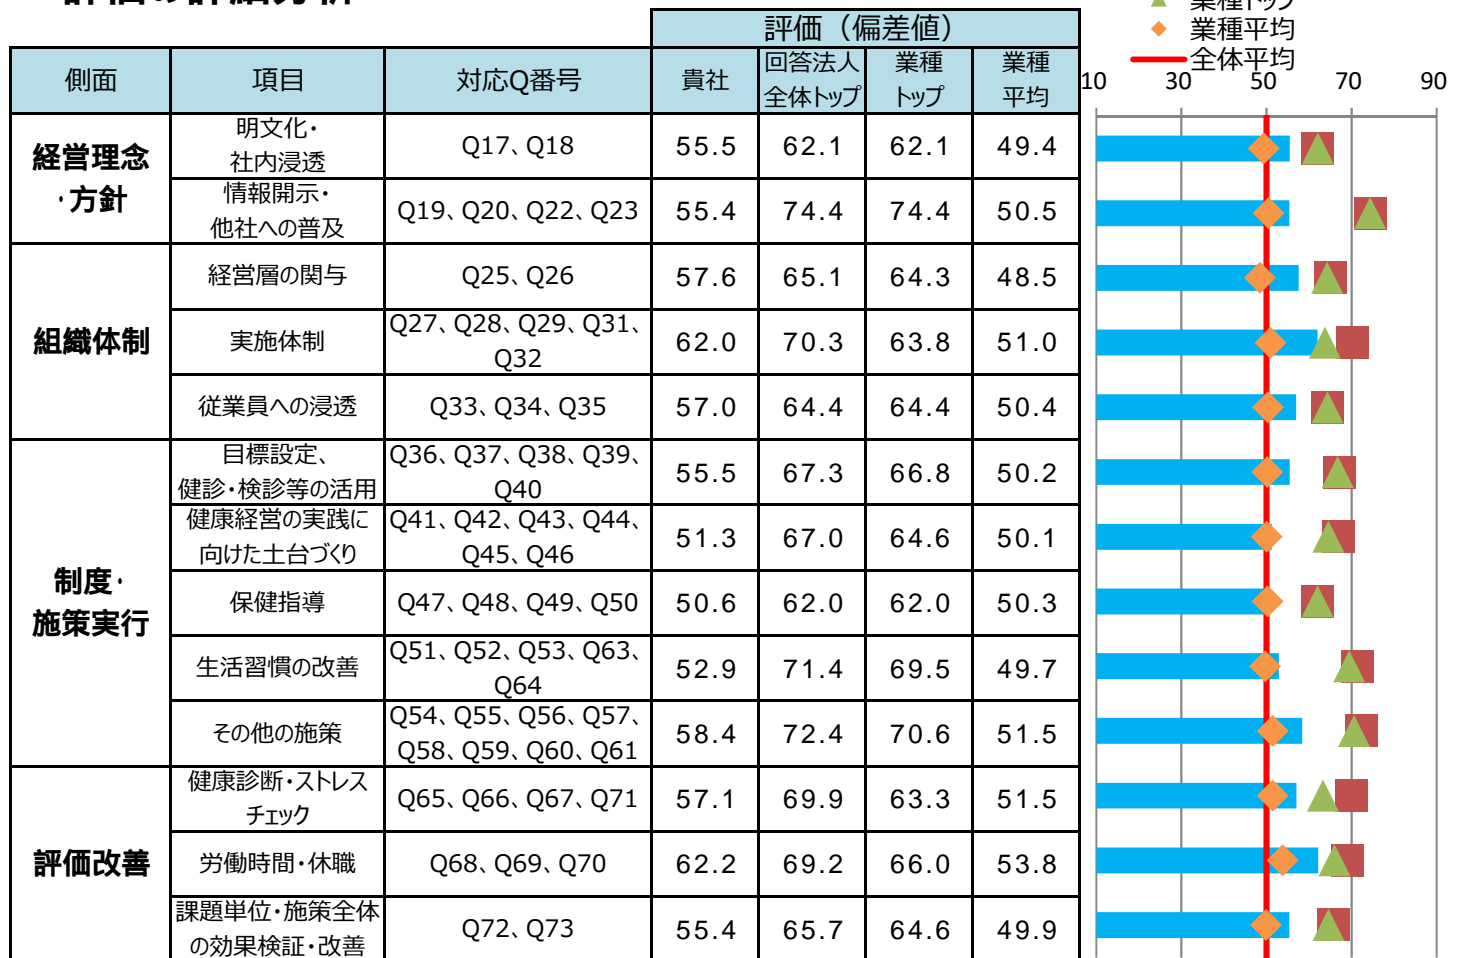 評価の詳細分析
業種トップ
業種平均
全体平均
評価（偏差値）
側面 項目 対応Q番号 貴社 回答法人 業種 業種
全体トップ トップ 平均
10 30 50 70 90
経営理念
・方針
明文化・
社内浸透
Q17、Q18 55.5 62.1 62.1 49.4
情報開示・
他社への普及
Q19、Q20、Q22、Q23 55.4 74.4 74.4 50.5
組織体制
経営層の関与 Q25、Q26 57.6 65.1 64.3 48.5
実施体制
Q27、Q28、Q29、Q31、
Q32
62.0 70.3 63.8 51.0
従業員への浸透 Q33、Q34、Q35 57.0 64.4 64.4 50.4
制度・
施策実行
目標設定、
健診・検診等の活用
Q36、Q37、Q38、Q39、
Q40
55.5 67.3 66.8 50.2
健康経営の実践に
向けた土台づくり
Q41、Q42、Q43、Q44、
Q45、Q46
51.3 67.0 64.6 50.1
保健指導 Q47、Q48、Q49、Q50 50.6 62.0 62.0 50.3
生活習慣の改善
Q51、Q52、Q53、Q63、
Q64
52.9 71.4 69.5 49.7
その他の施策
Q54、Q55、Q56、Q57、
Q58、Q59、Q60、Q61
58.4 72.4 70.6 51.5
評価改善
健康診断・ストレス
チェック
Q65、Q66、Q67、Q71 57.1 69.9 63.3 51.5
労働時間・休職 Q68、Q69、Q70 62.2 69.2 66.0 53.8
課題単位・施策全体
の効果検証・改善
Q72、Q73 55.4 65.7 64.6 49.9